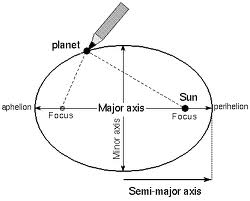 planet
Sun
aphelion
Major axis
perihelion
Focus
Focus
Minor axis
Semi-major axis